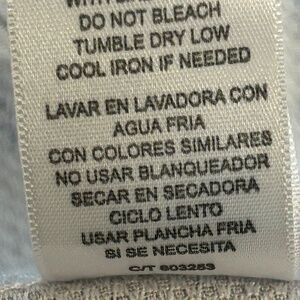 DO NOT BLEACH
TUMBLE DRY LOW
COOL IRON IF NEEDED
LAVAR EN LAVADORA CON
AGUA FRIA
CON COLORES SIMILARES
NO USAR BLANQUEADOR
SECAR EN SECADORA
CICLO LENTO
USAR PLANCHA FRIA
SI SE NECESITA